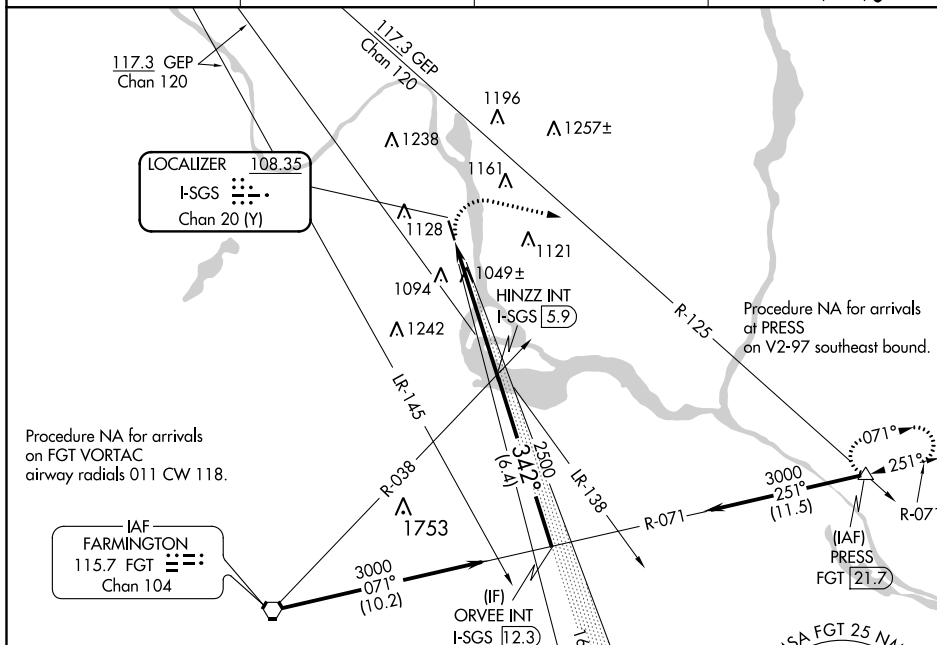 117.3 GEP
Chan 120
117.3 GEP
Chan 120
1196
1257±
1238
1161
LOCALIZER 108.35
I-SGS
Chan 20 (Y)
1128
1121
1094
1049±
HINZZ INT
I-SGS 5.9
R-125
Procedure NA for arrivals
at PRESS
on V2-97 southeast bound.
1242
LR-145
Procedure NA for arrivals
on FGT VORTAC
airway radials 011 CW 118.
R-038
342°
2500
(6.4)
LR-138
071°
251°
3000
251°
(11.5)
R-071
R-071
1753
IAF
FARMINGTON
115.7 FGT
Chan 104
3000
071°
(10.2)
(IAF)
PRESS
FGT 21.7
(IF)
ORVEE INT
I-SGS 12.3
FGT 25